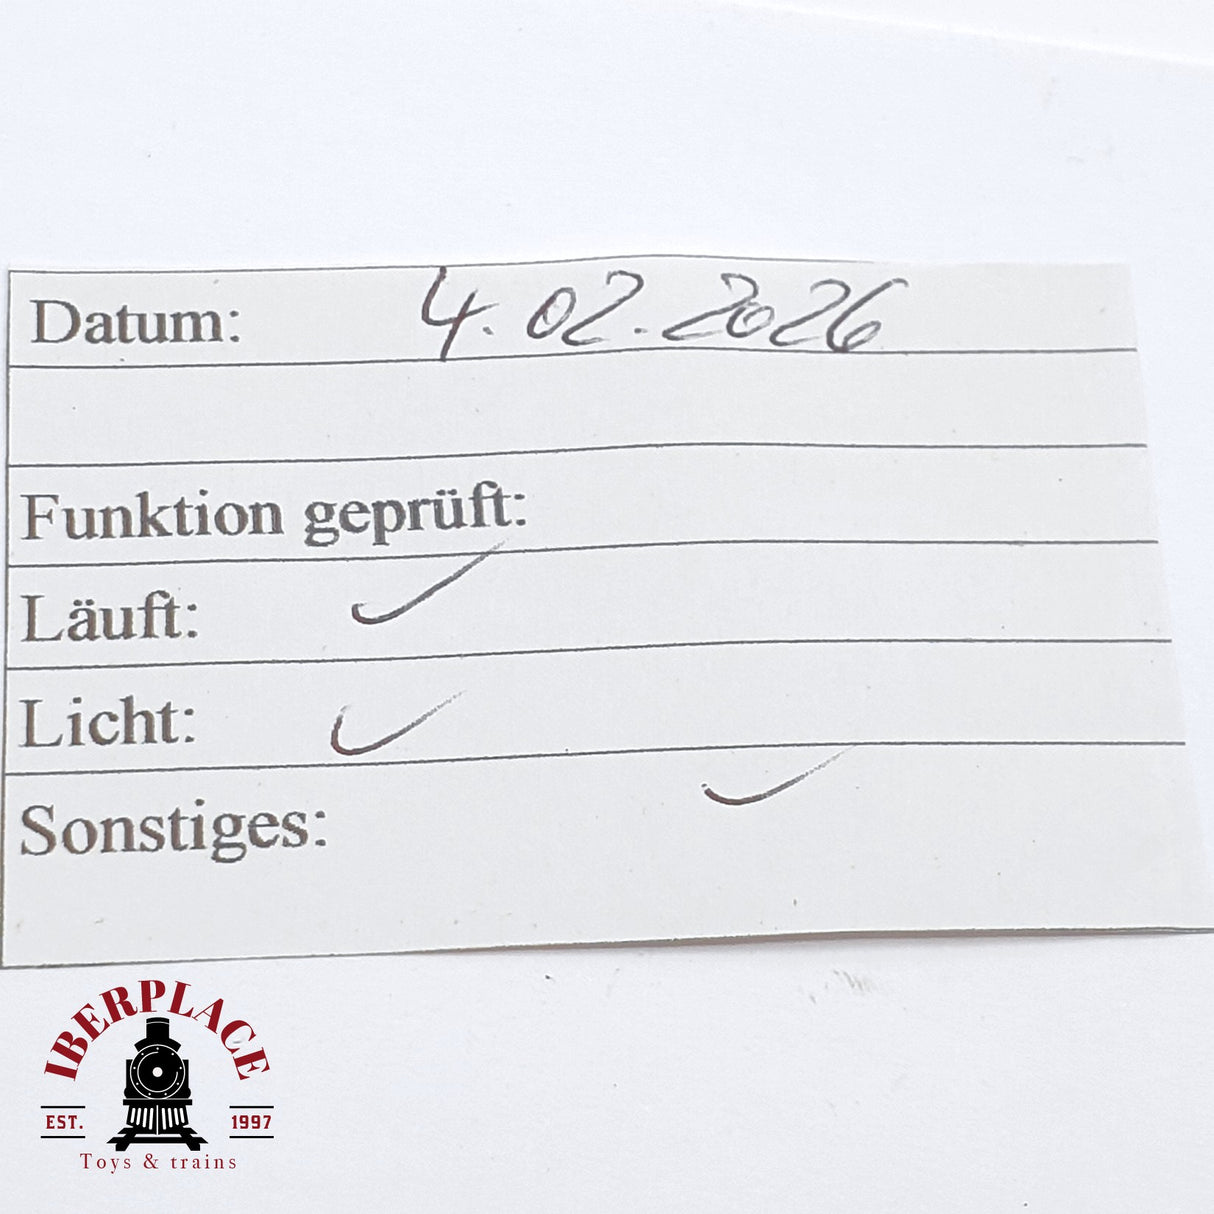 Datum: 4.02.2026
Funktion geprüft:
Läuft: ✓
Licht: ✓
Sonstiges: ✓
IBERPLACE
EST. 1997
Toys & trains